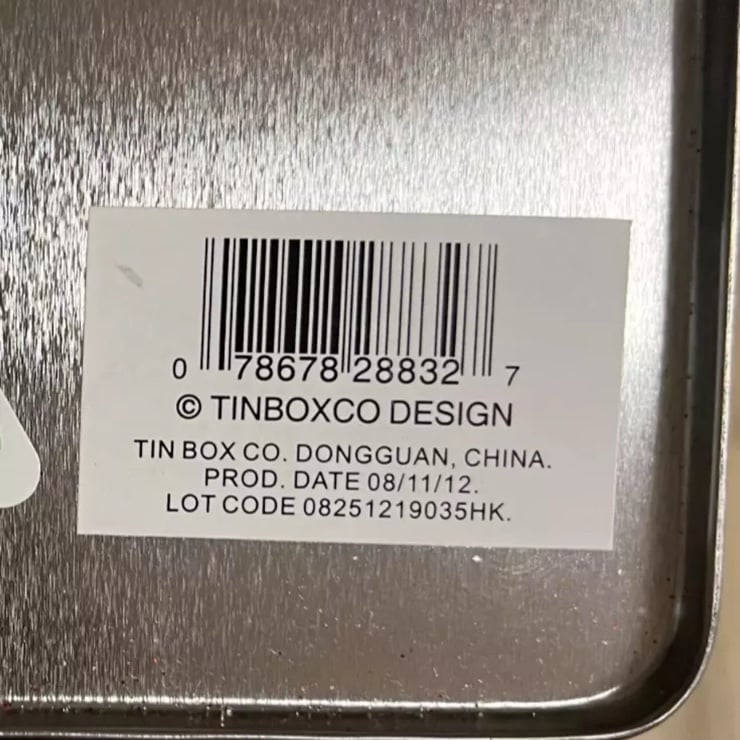 0 78678 28832 7
© TINBOXCO DESIGN
TIN BOX CO. DONGGUAN, CHINA.
PROD. DATE 08/11/12.
LOT CODE 08251219035HK.